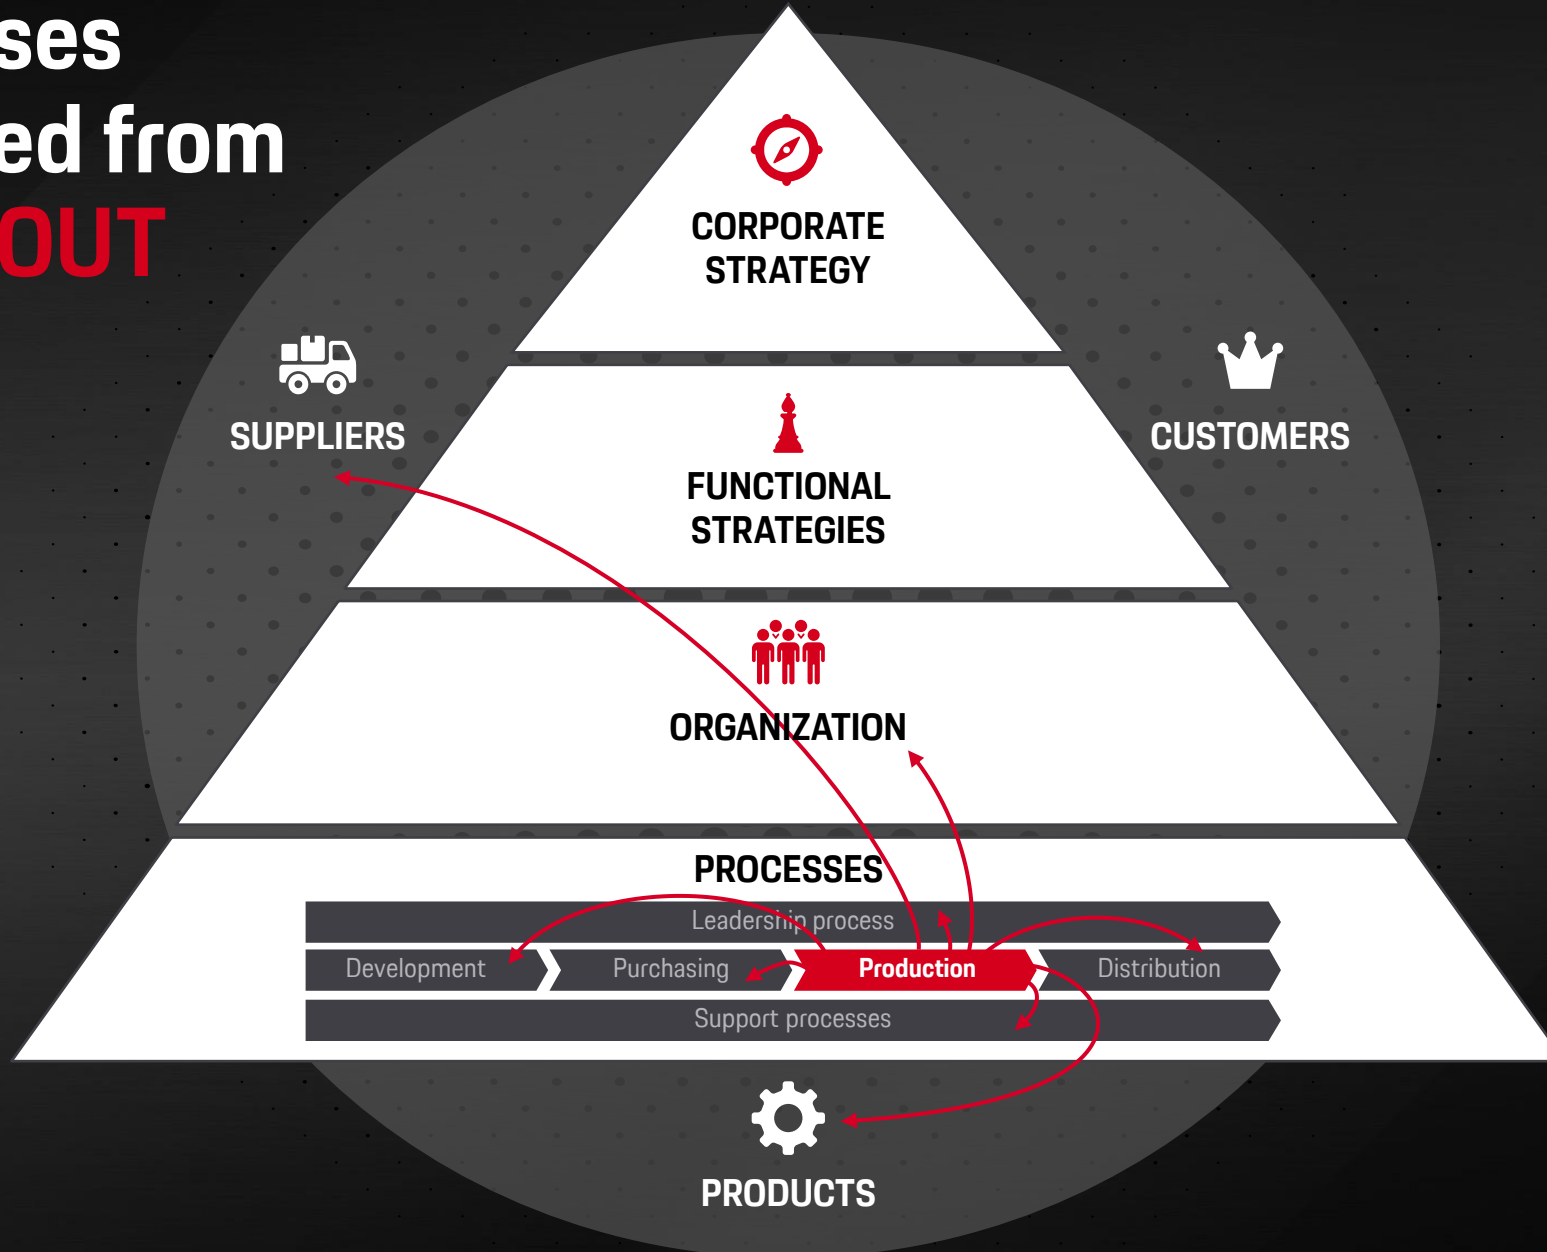 ses
ed from
OUT
CORPORATE
STRATEGY
SUPPLIERS
CUSTOMERS
FUNCTIONAL
STRATEGIES
ORGANIZATION
PROCESSES
Leadership process
Development
Purchasing
Production
Distribution
Support processes
PRODUCTS